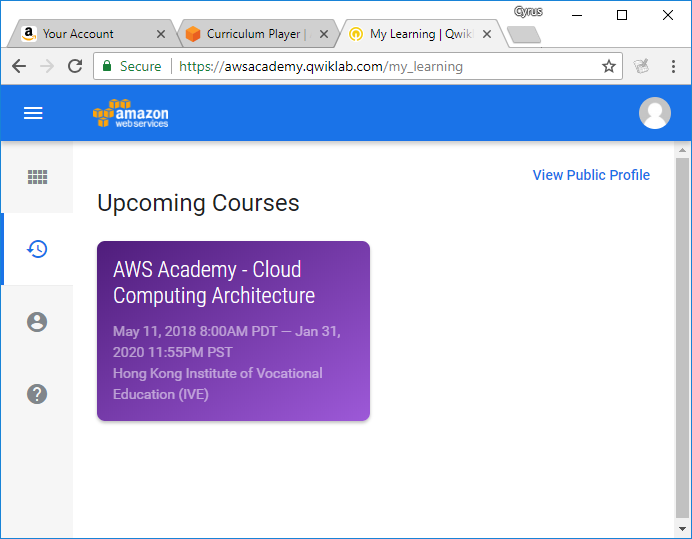 Cyrus
Your Account
Curriculum Player |
My Learning | Qwik
Secure
https://awsacademy.qwiklab.com/my_learning
amazon
web services
View Public Profile
Upcoming Courses
AWS Academy - Cloud
Computing Architecture
May 11, 2018 8:00AM PDT — Jan 31,
2020 11:55PM PST
Hong Kong Institute of Vocational
Education (IVE)